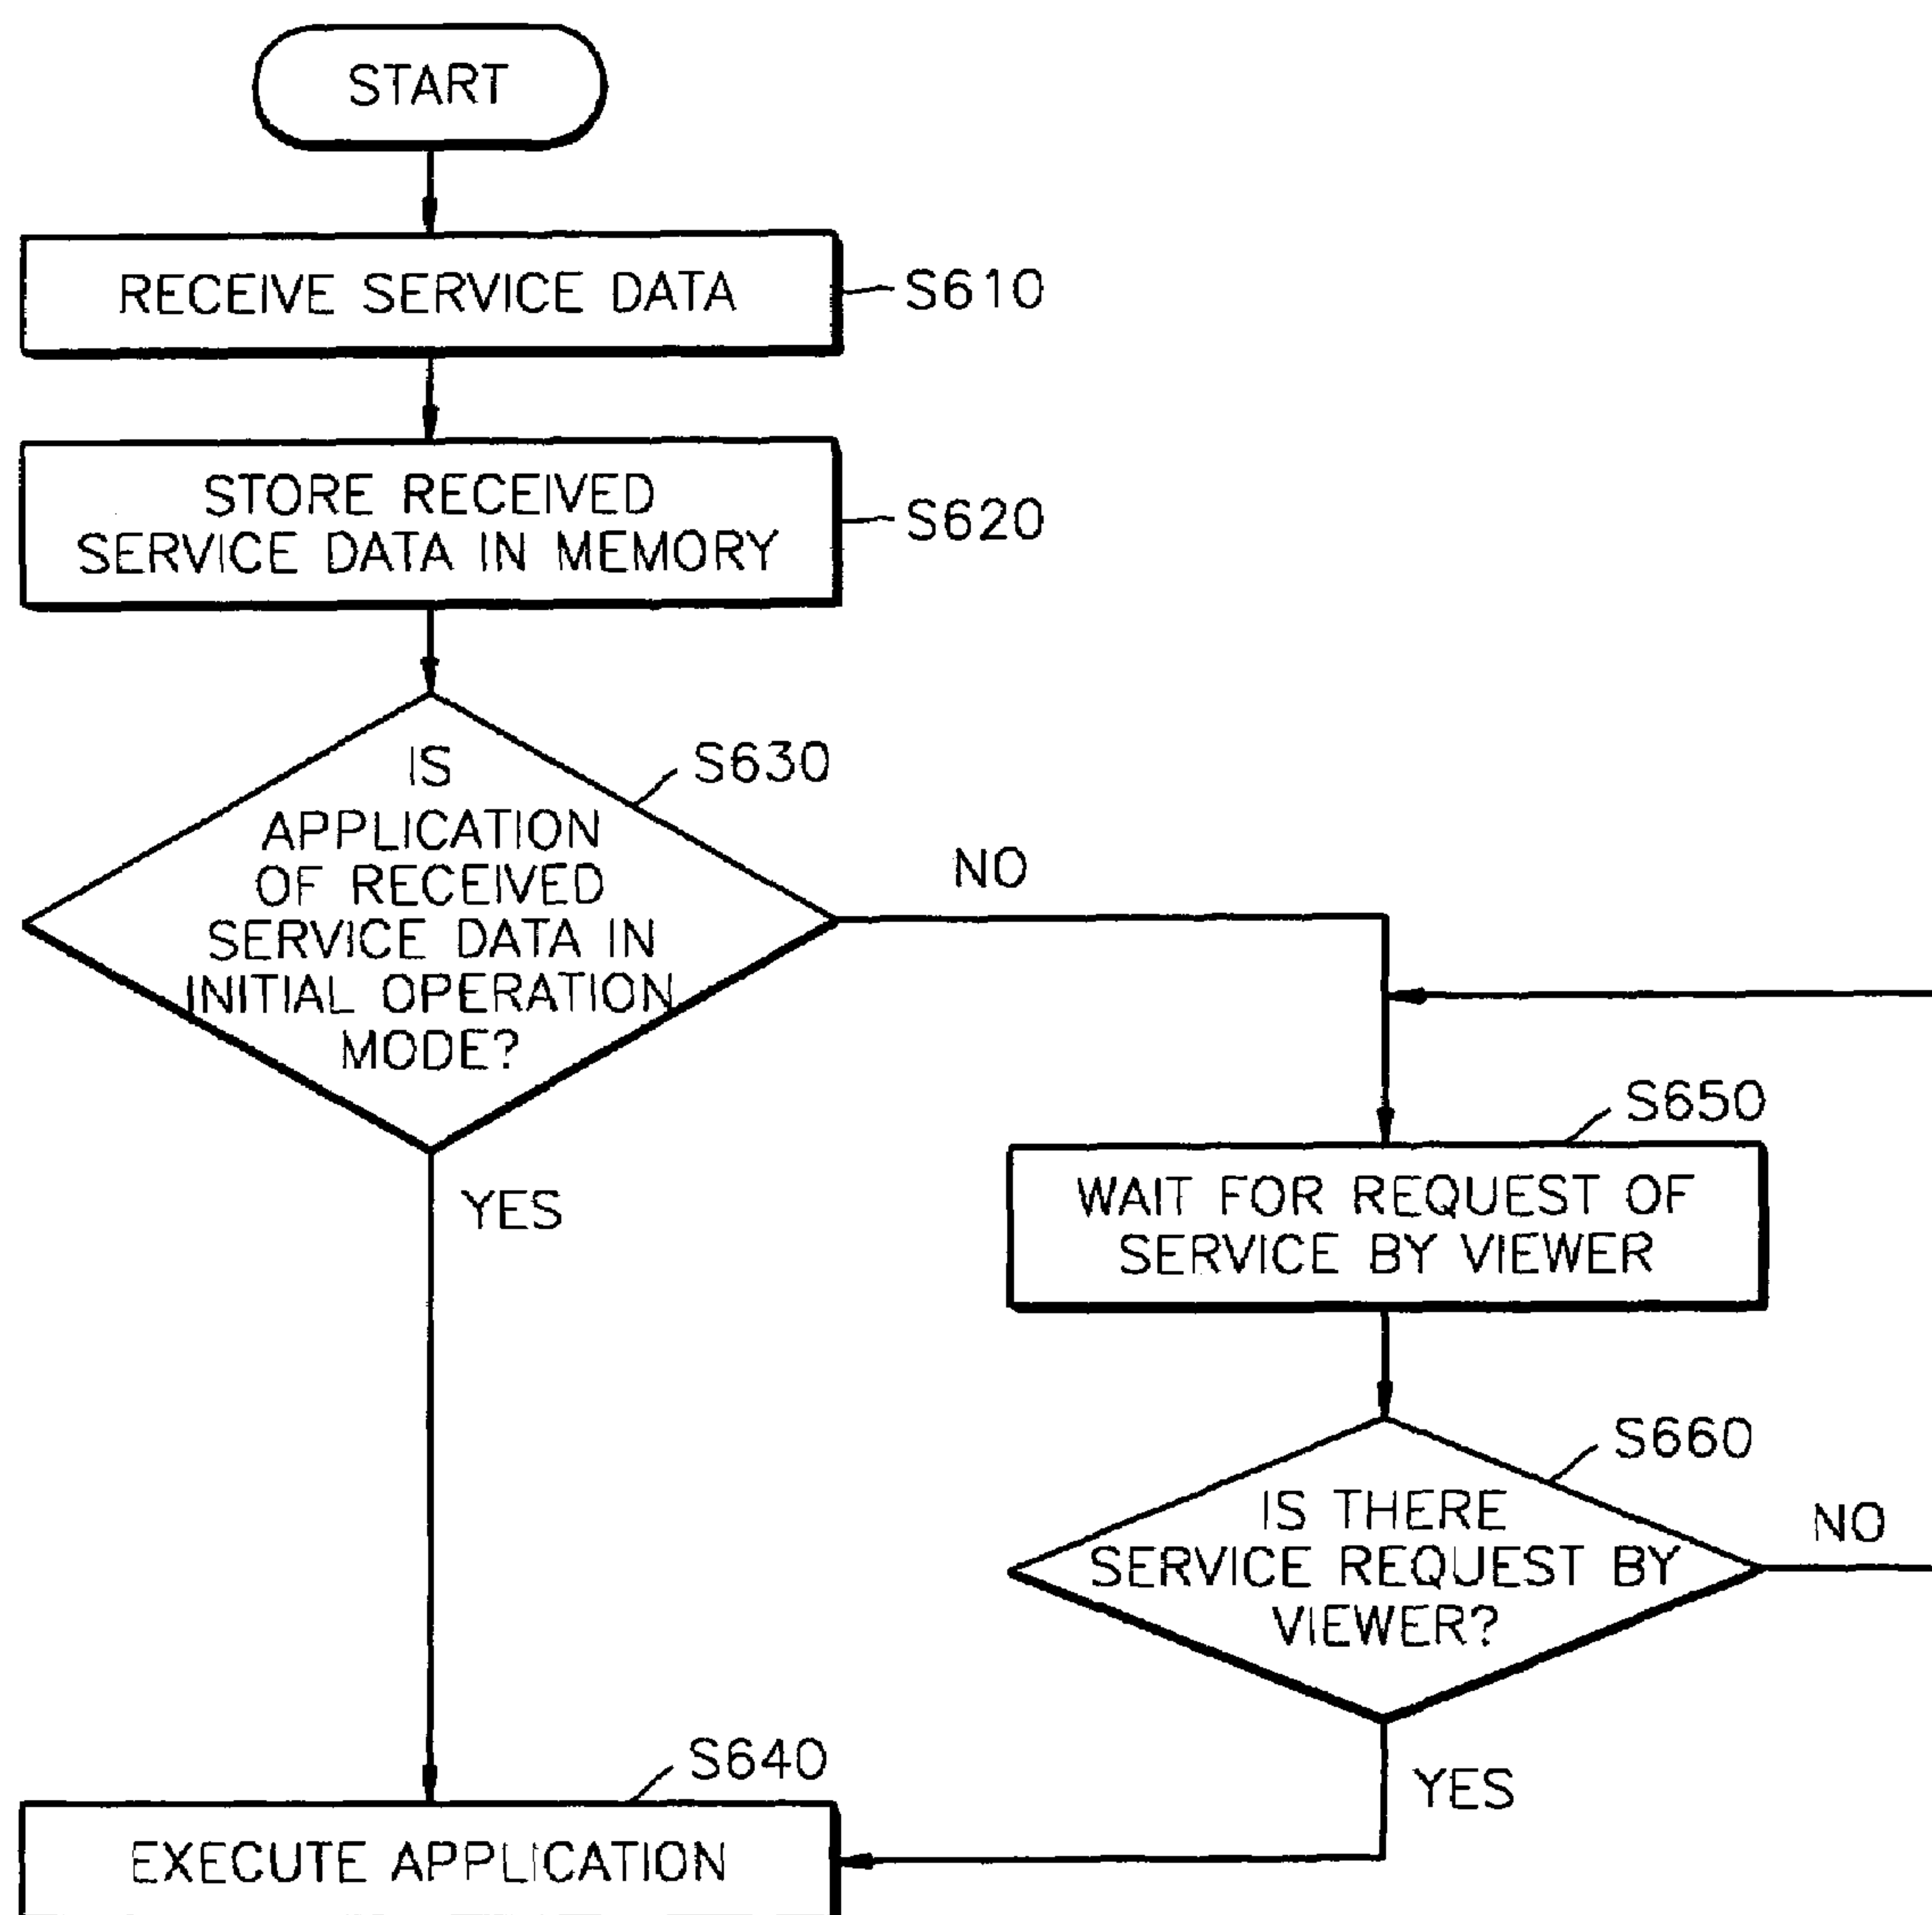 START
RECEIVE SERVICE DATA
S610
STORE RECEIVED
SERVICE DATA IN MEMORY
S620
IS
APPLICATION
OF RECEIVED
SERVICE DATA IN
INITIAL OPERATION
MODE?
S630
NO
YES
S650
WAIT FOR REQUEST OF
SERVICE BY VIEWER
S660
IS THERE
SERVICE REQUEST BY
VIEWER?
NO
YES
S640
EXECUTE APPLICATION